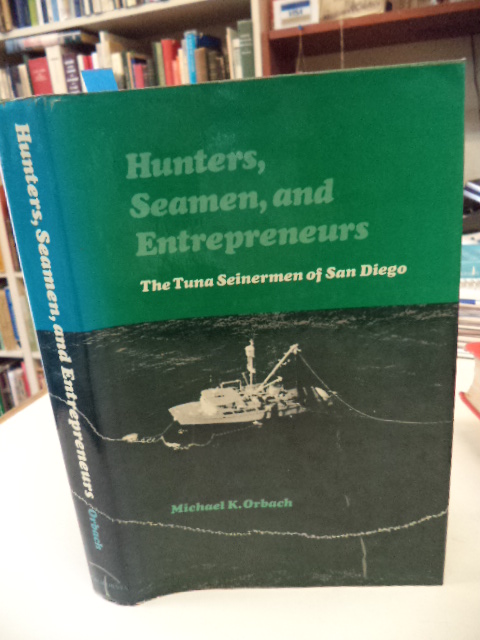 Hunters,
Seamen, and
Entrepreneurs
The Tuna Seinermen of San Diego
Michael K. Orbach
Hunters, Seamen, and Entrepreneurs
Orbach